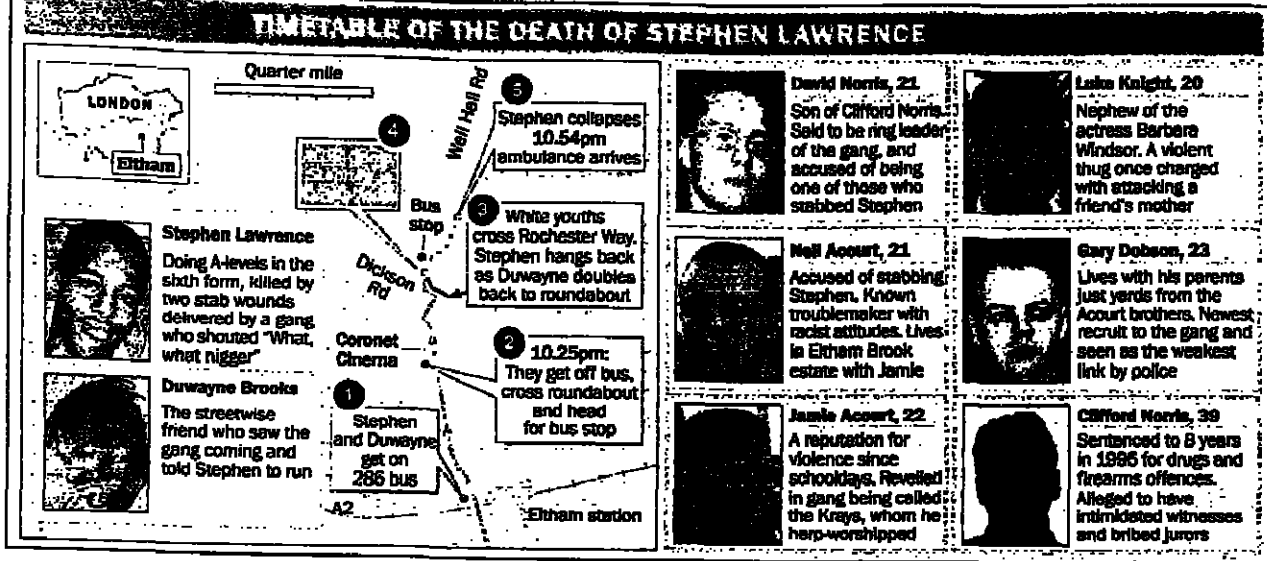 TIMETABLE OF THE DEATH OF STEPHEN LAWRENCE
LONDON
Eltham
Quarter mile
Stephen Lawrence
Doing A-levels in the
sixth form, killed by
two stab wounds
delivered by a gang
who shouted "What,
what nigger"
Duwayne Brooks
The streetwise
friend who saw the
gang coming and
told Stephen to run
1
Stephen
and Duwayne
get on
286 bus
2
10.25pm:
They get off bus,
cross roundabout
and head
for bus stop
3
White youths
cross Rochester Way.
Stephen hangs back
as Duwayne doubles
back to roundabout
4
5
Stephen collapses
10.54pm
ambulance arrives
Well Hall Rd
Bus
stop
Dickson
Rd
Coronet
Cinema
A2
Eltham station
David Norris, 21
Son of Clifford Norris.
Said to be ring leader
of the gang, and
accused of being
one of those who
stabbed Stephen
Luke Knight, 20
Nephew of the
actress Barbara
Windsor. A violent
thug once charged
with attacking a
friend's mother
Neil Acourt, 21
Accused of stabbing
Stephen. Known
troublemaker with
racist attitudes. Lives
in Eltham Brook
estate with Jamie
Gary Dobson, 23
Lives with his parents
just yards from the
Acourt brothers. Newest
recruit to the gang and
seen as the weakest
link by police
Jamie Acourt, 22
A reputation for
violence since
schooldays. Revelled
in gang being called
the Krays, whom he
hero-worshipped
Clifford Norris, 39
Sentenced to 8 years
in 1995 for drugs and
firearms offences.
Alleged to have
intimidated witnesses
and bribed jurors